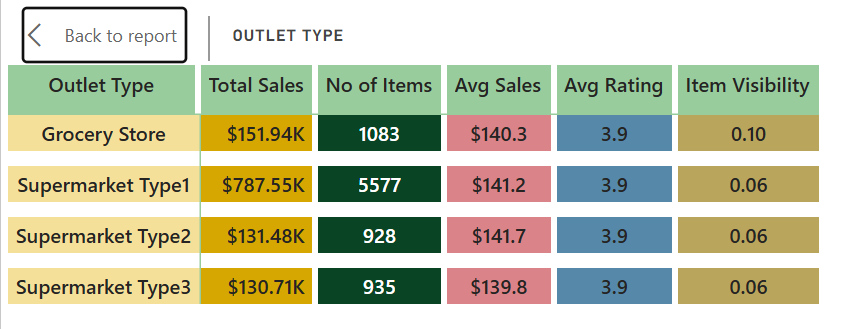 Back to report OUTLET TYPE
Outlet Type Total Sales No of Items Avg Sales Avg Rating Item Visibility
Grocery Store $151.94K 1083 $140.3 3.9 0.10
Supermarket Type1 $787.55K 5577 $141.2 3.9 0.06
Supermarket Type2 $131.48K 928 $141.7 3.9 0.06
Supermarket Type3 $130.71K 935 $139.8 3.9 0.06